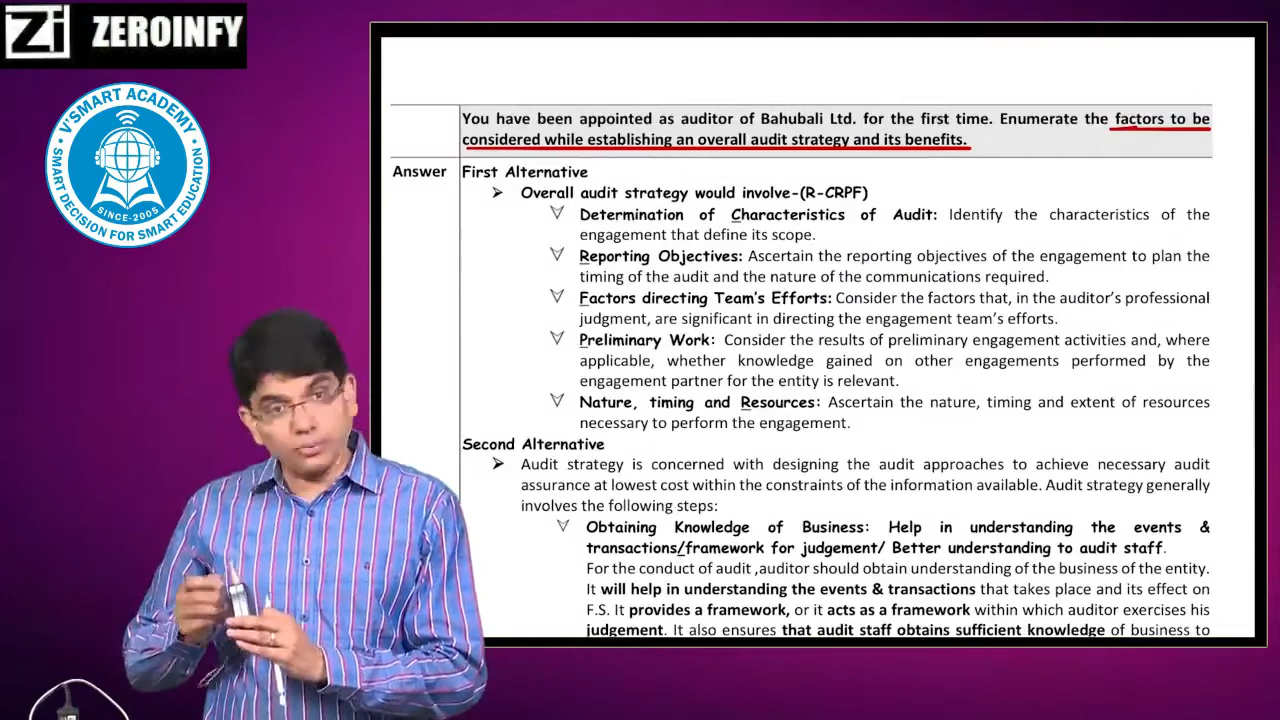 ZEROINFY
V'SMART ACADEMY
SMART DECISION FOR SMART EDUCATION
SINCE-2005
You have been appointed as auditor of Bahubali Ltd. for the first time. Enumerate the factors to be
considered while establishing an overall audit strategy and its benefits.
Answer
First Alternative
Overall audit strategy would involve-(R-CRPF)
Determination of Characteristics of Audit: Identify the characteristics of the
engagement that define its scope.
Reporting Objectives: Ascertain the reporting objectives of the engagement to plan the
timing of the audit and the nature of the communications required.
Factors directing Team's Efforts: Consider the factors that, in the auditor's professional
judgment, are significant in directing the engagement team's efforts.
Preliminary Work: Consider the results of preliminary engagement activities and, where
applicable, whether knowledge gained on other engagements performed by the
engagement partner for the entity is relevant.
Nature, timing and Resources: Ascertain the nature, timing and extent of resources
necessary to perform the engagement.
Second Alternative
Audit strategy is concerned with designing the audit approaches to achieve necessary audit
assurance at lowest cost within the constraints of the information available. Audit strategy generally
involves the following steps:
Obtaining Knowledge of Business: Help in understanding the events &
transactions/framework for judgement/ Better understanding to audit staff.
For the conduct of audit ,auditor should obtain understanding of the business of the entity.
It will help in understanding the events & transactions that takes place and its effect on
F.S. It provides a framework, or it acts as a framework within which auditor exercises his
judgement. It also ensures that audit staff obtains sufficient knowledge of business to